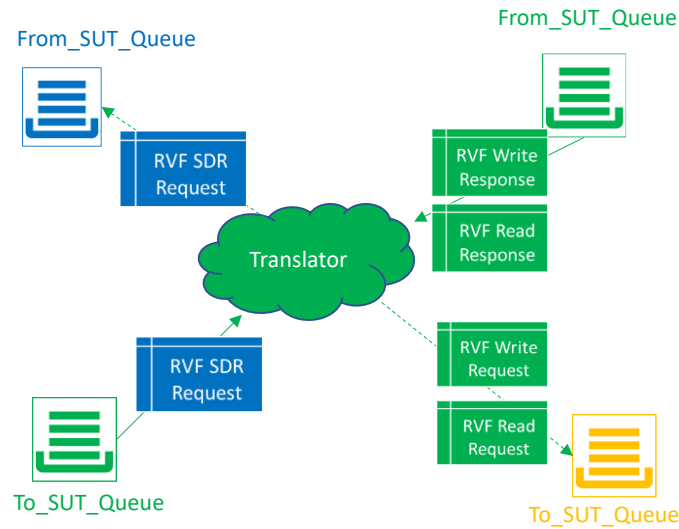 From_SUT_Queue
From_SUT_Queue
RVF SDR
Request
RVF Write
Response
RVF Read
Response
Translator
RVF SDR
Request
RVF Write
Request
RVF Read
Request
To_SUT_Queue
To_SUT_Queue